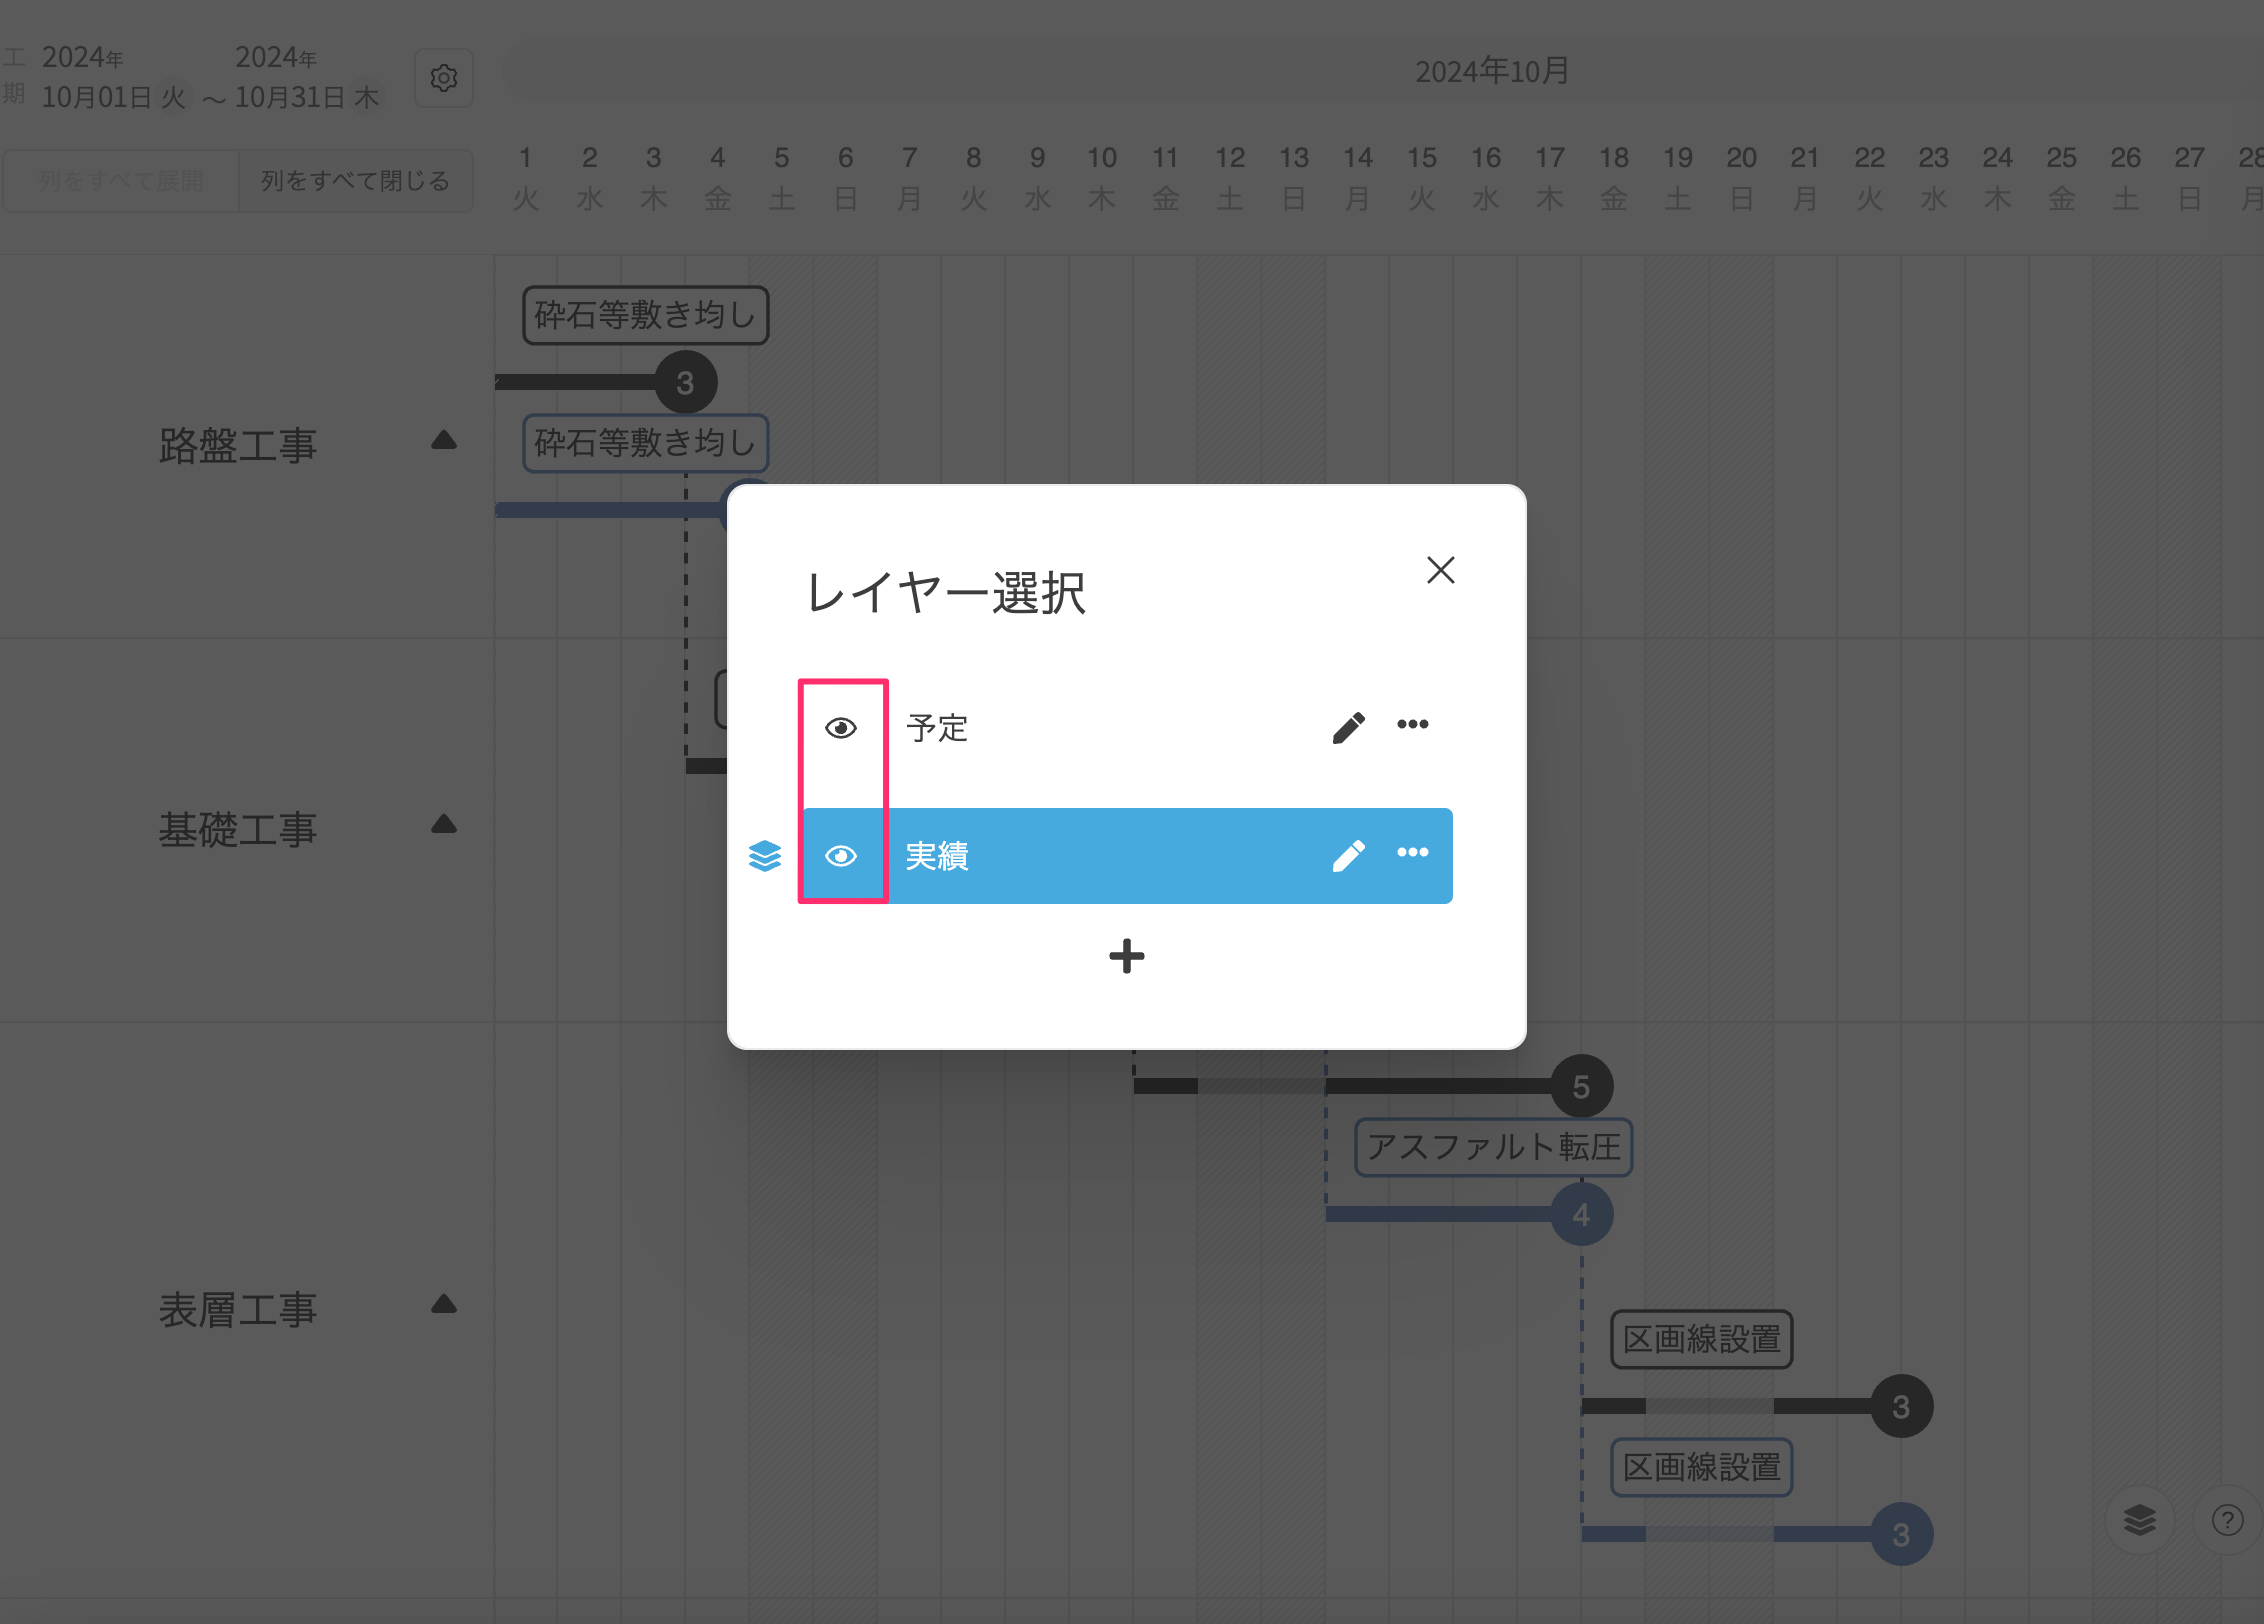 工期 2024年10月01日 火 ～ 2024年10月31日 木
2024年10月
列をすべて展開 列をすべて閉じる
1 2 3 4 5 6 7 8 9 10 11 12 13 14 15 16 17 18 19 20 21 22 23 24 25 26 27 28
火 水 木 金 土 日 月 火 水 木 金 土 日 月 火 水 木 金 土 日 月 火 水 木 金 土 日 月
砕石等敷き均し
3
路盤工事
砕石等敷き均し
レイヤー選択
予定
実績
基礎工事
5
アスファルト転圧
4
表層工事
区画線設置
3
区画線設置
3
?